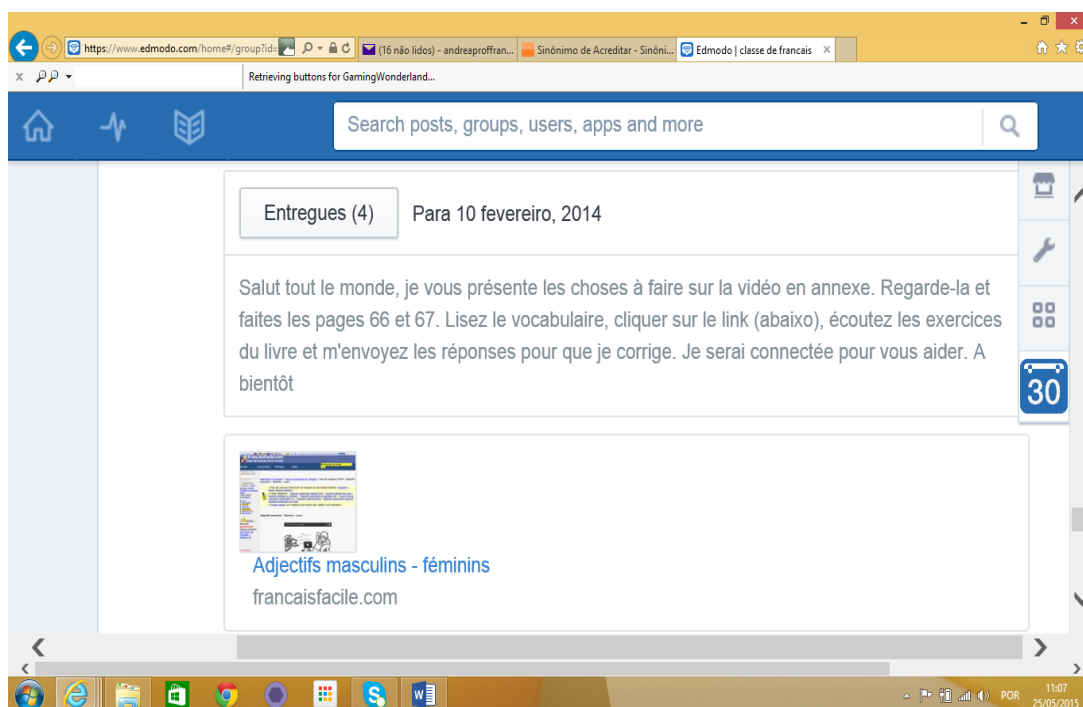 https://www.edmodo.com/home#/group?id=
(16 não lidos) - andreaproffran...
Sinônimo de Acreditar - Sinôni...
Edmodo | classe de francais
Retrieving buttons for GamingWonderland...
Search posts, groups, users, apps and more
Entregues (4)
Para 10 fevereiro, 2014
Salut tout le monde, je vous présente les choses à faire sur la vidéo en annexe. Regarde-la et
faites les pages 66 et 67. Lisez le vocabulaire, cliquer sur le link (abaixo), écoutez les exercices
du livre et m'envoyez les réponses pour que je corrige. Je serai connectée pour vous aider. A
bientôt
30
Adjectifs masculins - féminins
francaisfacile.com
POR
11:07
25/05/2015